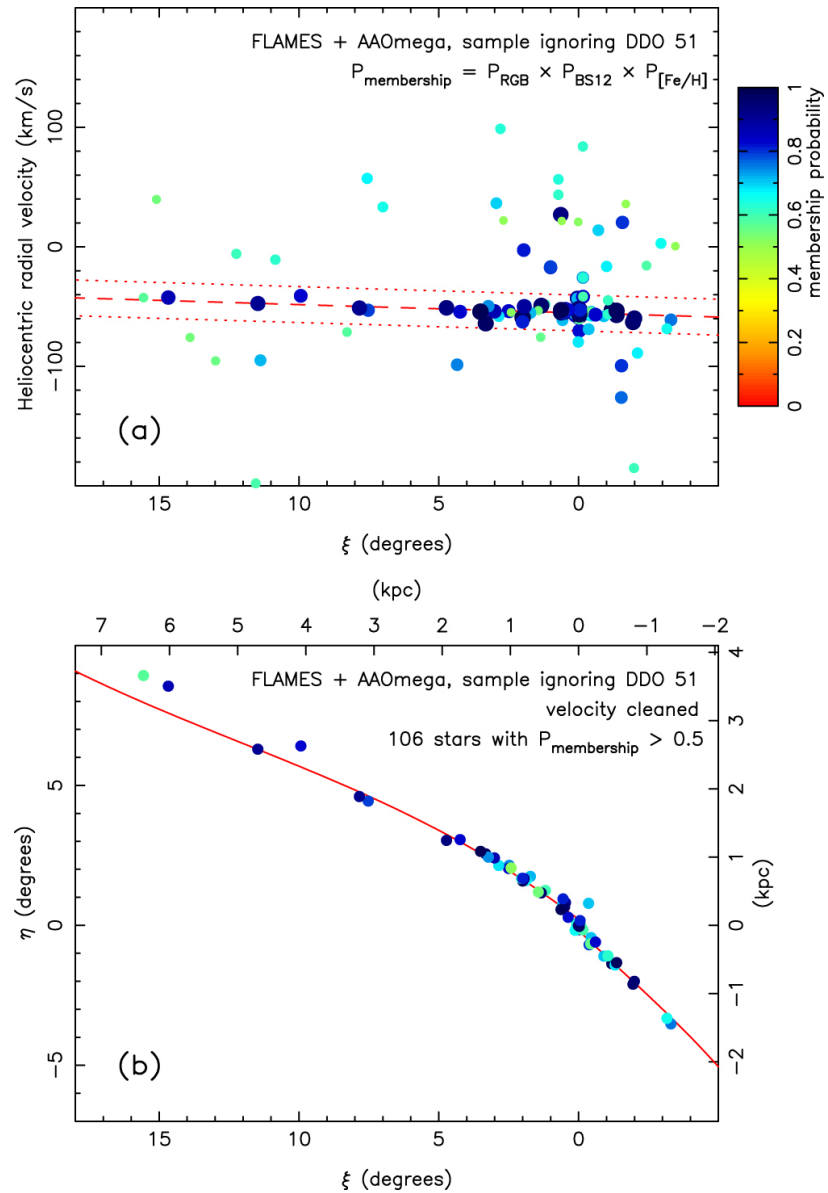 FLAMES + AAOmega, sample ignoring DDO 51
P_membership = P_RGB × P_BS12 × P_[Fe/H]
Heliocentric radial velocity (km/s)
100
0
−100
(a)
15 10 5 0
ξ (degrees)
0 0.2 0.4 0.6 0.8 1
membership probability
(kpc)
7 6 5 4 3 2 1 0 −1 −2
FLAMES + AAOmega, sample ignoring DDO 51
velocity cleaned
106 stars with P_membership > 0.5
η (degrees)
5
0
−5
4
3
2
1
0
−1
−2
(kpc)
(b)
15 10 5 0
ξ (degrees)